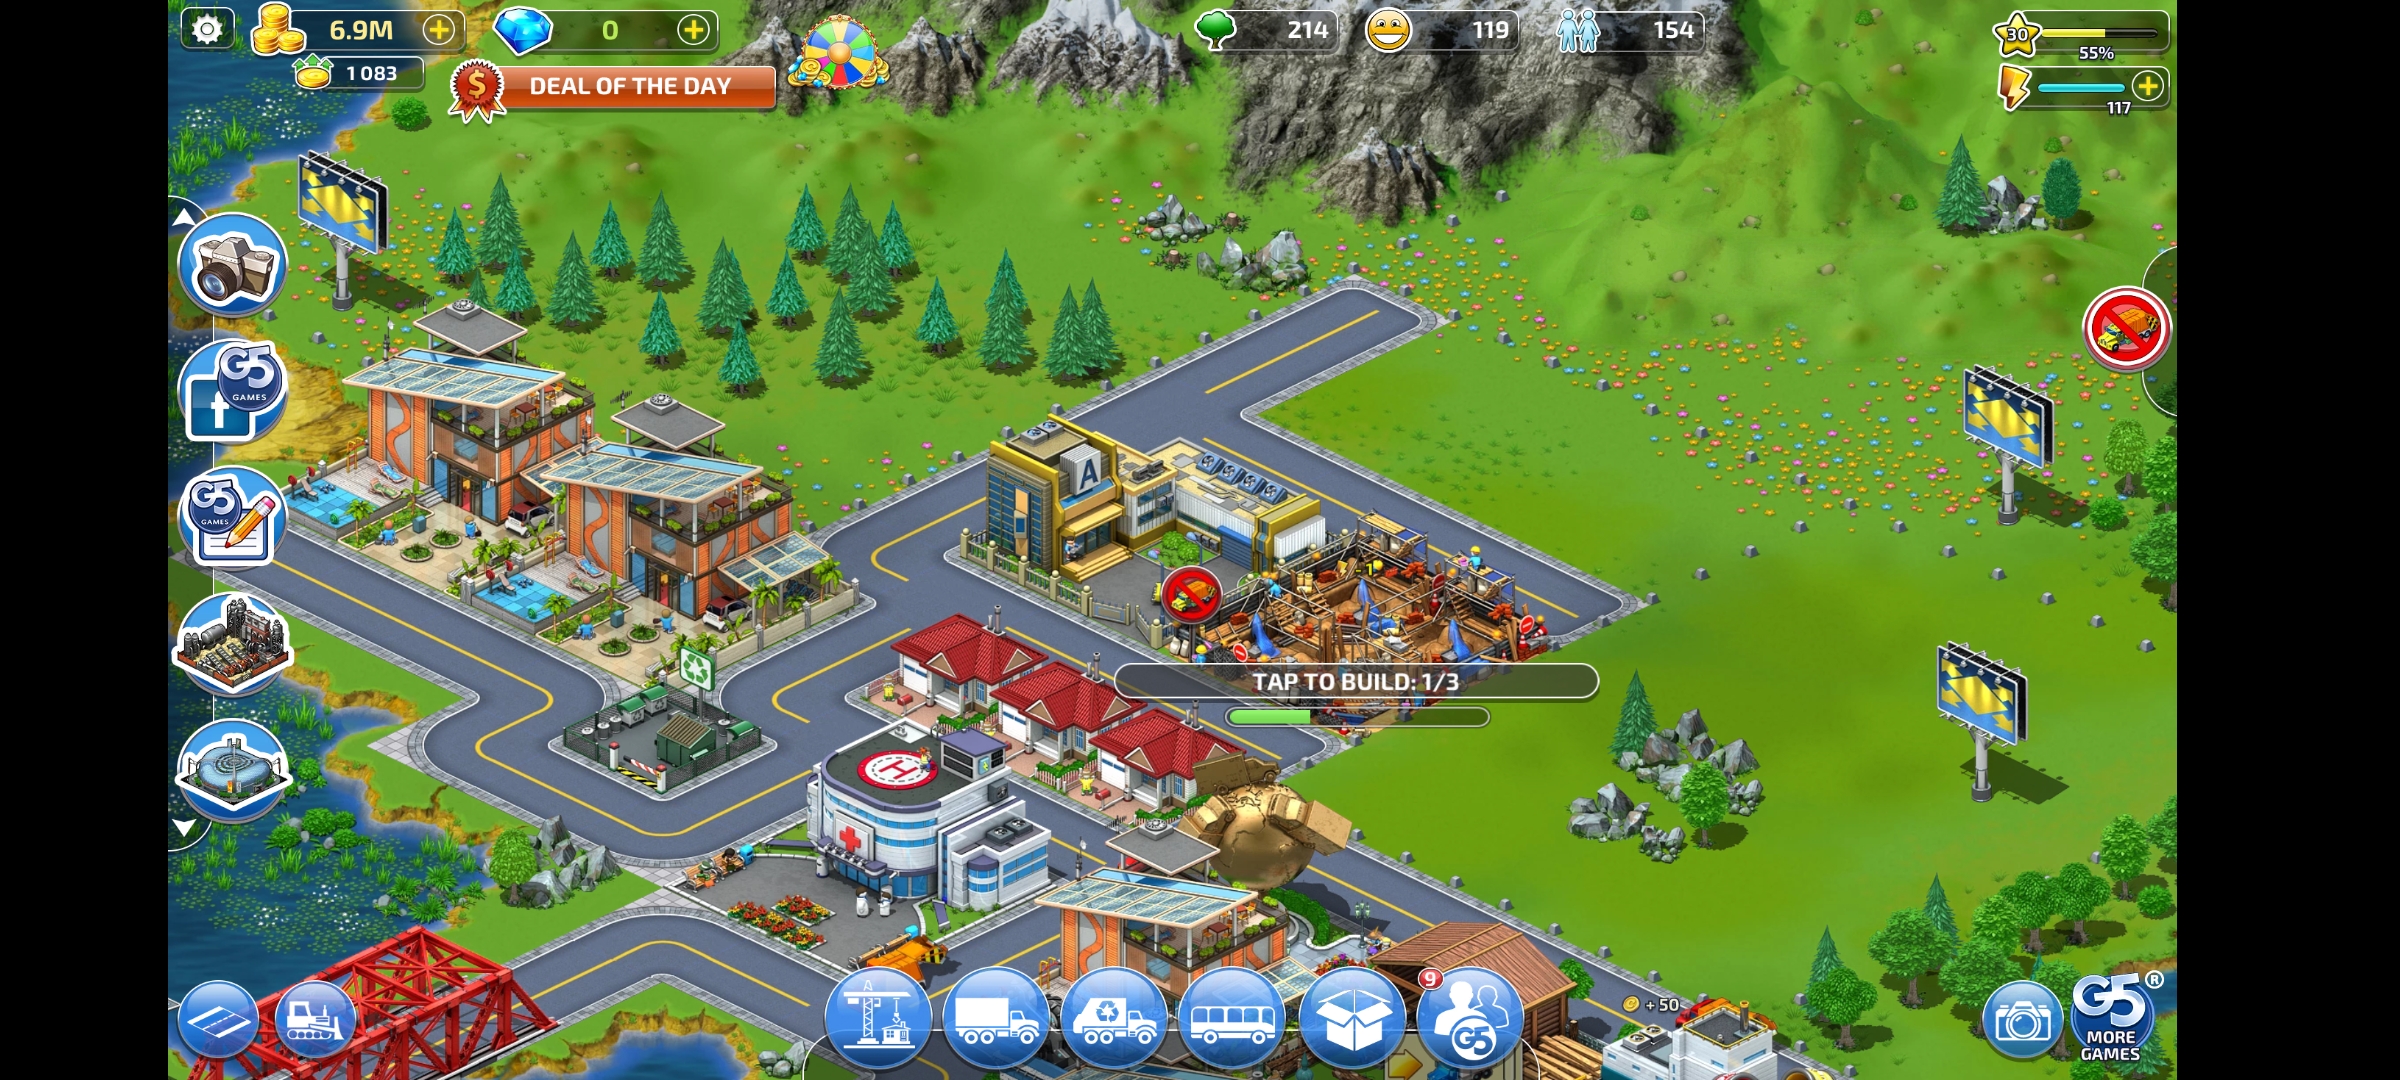 6.9M
0
214
119
154
30
55%
1 083
DEAL OF THE DAY
117
G5
GAMES
f
G5
GAMES
A
TAP TO BUILD: 1/3
H
9
A
G5
+50
G5®
MORE
GAMES